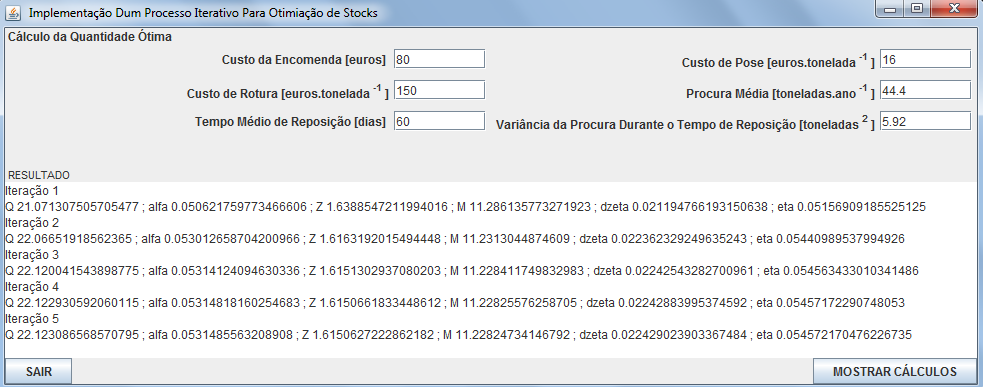 Implementação Dum Processo Iterativo Para Otimiação de Stocks
Cálculo da Quantidade Ótima
Custo da Encomenda [euros] 80 Custo de Pose [euros.tonelada -1 ] 16
Custo de Rotura [euros.tonelada -1 ] 150 Procura Média [toneladas.ano -1 ] 44.4
Tempo Médio de Reposição [dias] 60 Variância da Procura Durante o Tempo de Reposição [toneladas 2 ] 5.92
RESULTADO
Iteração 1
Q 21.071307505705477 ; alfa 0.050621759773466606 ; Z 1.6388547211994016 ; M 11.286135773271923 ; dzeta 0.021194766193150638 ; eta 0.05156909185525125
Iteração 2
Q 22.06651918562365 ; alfa 0.053012658704200966 ; Z 1.6163192015494448 ; M 11.2313044874609 ; dzeta 0.022362329249635243 ; eta 0.05440989537994926
Iteração 3
Q 22.120041543898775 ; alfa 0.05314124094630336 ; Z 1.6151302937080203 ; M 11.228411749832983 ; dzeta 0.02242543282700961 ; eta 0.054563433010341486
Iteração 4
Q 22.122930592060115 ; alfa 0.05314818160254683 ; Z 1.6150661833448612 ; M 11.22825576258705 ; dzeta 0.02242883995374592 ; eta 0.05457172290748053
Iteração 5
Q 22.123086568570795 ; alfa 0.0531485563208908 ; Z 1.6150627222862182 ; M 11.22824734146792 ; dzeta 0.022429023903367484 ; eta 0.054572170476226735
SAIR MOSTRAR CÁLCULOS